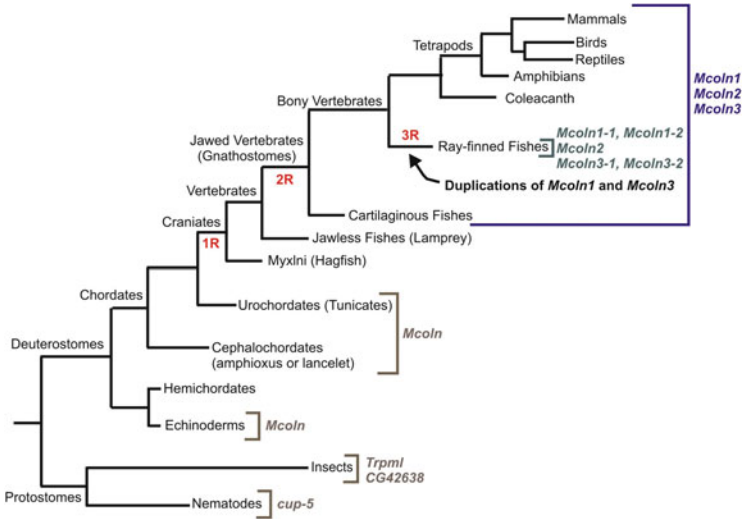 Mammals
Tetrapods
Birds
Reptiles
Amphibians
Mcoln1
Mcoln2
Mcoln3
Coleacanth
Bony Vertebrates
3R
Mcoln1-1, Mcoln1-2
Jawed Vertebrates
(Gnathostomes)
Ray-finned Fishes
Mcoln2
Mcoln3-1, Mcoln3-2
2R
Duplications of Mcoln1 and Mcoln3
Vertebrates
Cartilaginous Fishes
Craniates
1R
Jawless Fishes (Lamprey)
Myxlni (Hagfish)
Chordates
Urochordates (Tunicates)
Mcoln
Deuterostomes
Cephalochordates
(amphioxus or lancelet)
Hemichordates
Echinoderms
Mcoln
Insects
Trpml
CG42638
Protostomes
Nematodes
cup-5